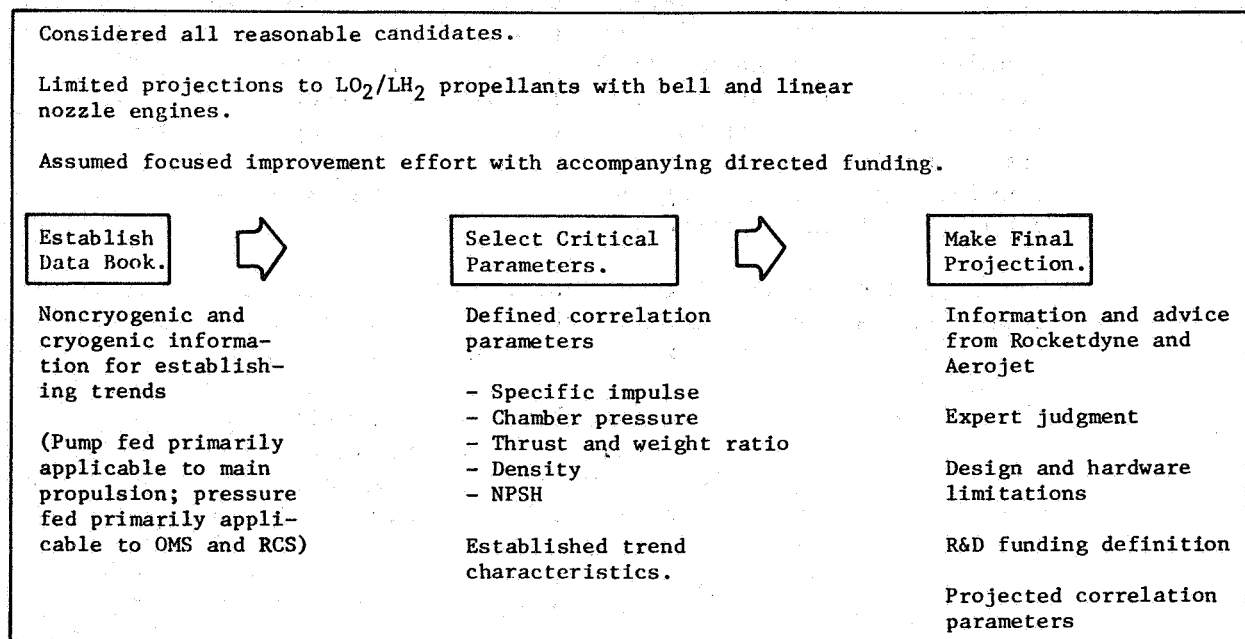 Considered all reasonable candidates.
Limited projections to LO2/LH2 propellants with bell and linear
nozzle engines.
Assumed focused improvement effort with accompanying directed funding.
Establish
Data Book.
Noncryogenic and
cryogenic informa-
tion for establish-
ing trends
(Pump fed primarily
applicable to main
propulsion; pressure
fed primarily appli-
cable to OMS and RCS)
Select Critical
Parameters.
Defined correlation
parameters
- Specific impulse
- Chamber pressure
- Thrust and weight ratio
- Density
- NPSH
Established trend
characteristics.
Make Final
Projection.
Information and advice
from Rocketdyne and
Aerojet
Expert judgment
Design and hardware
limitations
R&D funding definition
Projected correlation
parameters